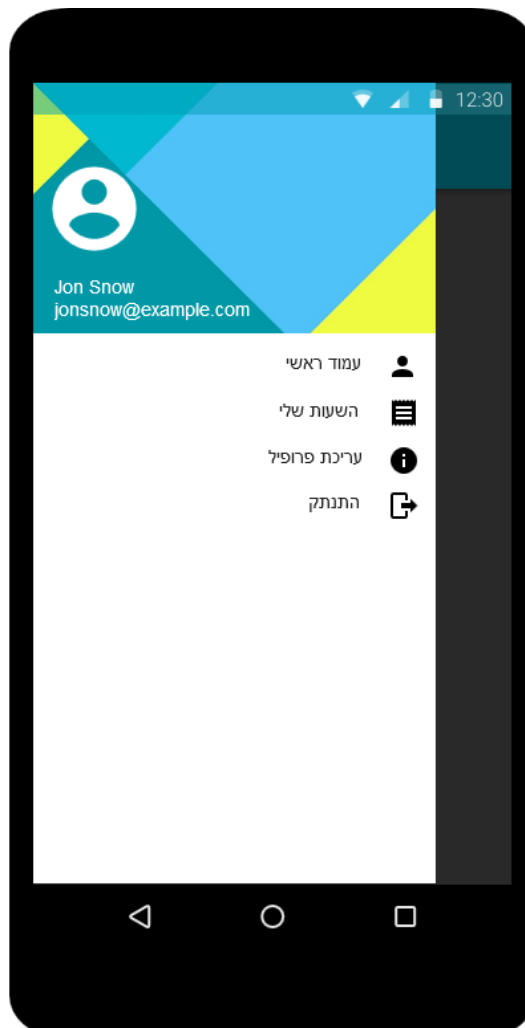 12:30
Jon Snow
jonsnow@example.com
עמוד ראשי
השעות שלי
עריכת פרופיל
התנתק